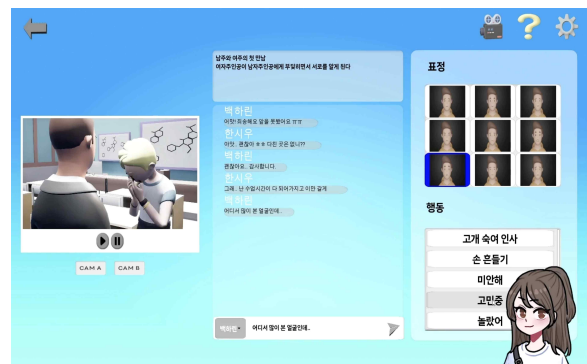 남주와 여주의 첫 만남
여자주인공이 남자주인공에게 부딪히면서 서로를 알게 된다
백하린
어맛! 죄송해요 앞을 못봤어요 ㅠㅠ
한시우
아앗.. 괜찮아 ㅎㅎ 다친 곳은 없니??
백하린
괜찮아요.. 감사합니다.
한시우
그래.. 난 수업시간이 다 되어가지고 이만 갈게
백하린
어디서 많이 본 얼굴인데..
백하린
어디서 많이 본 얼굴인데..
CAM A
CAM B
표정
행동
고개 숙여 인사
손 흔들기
미안해
고민중
놀랐어